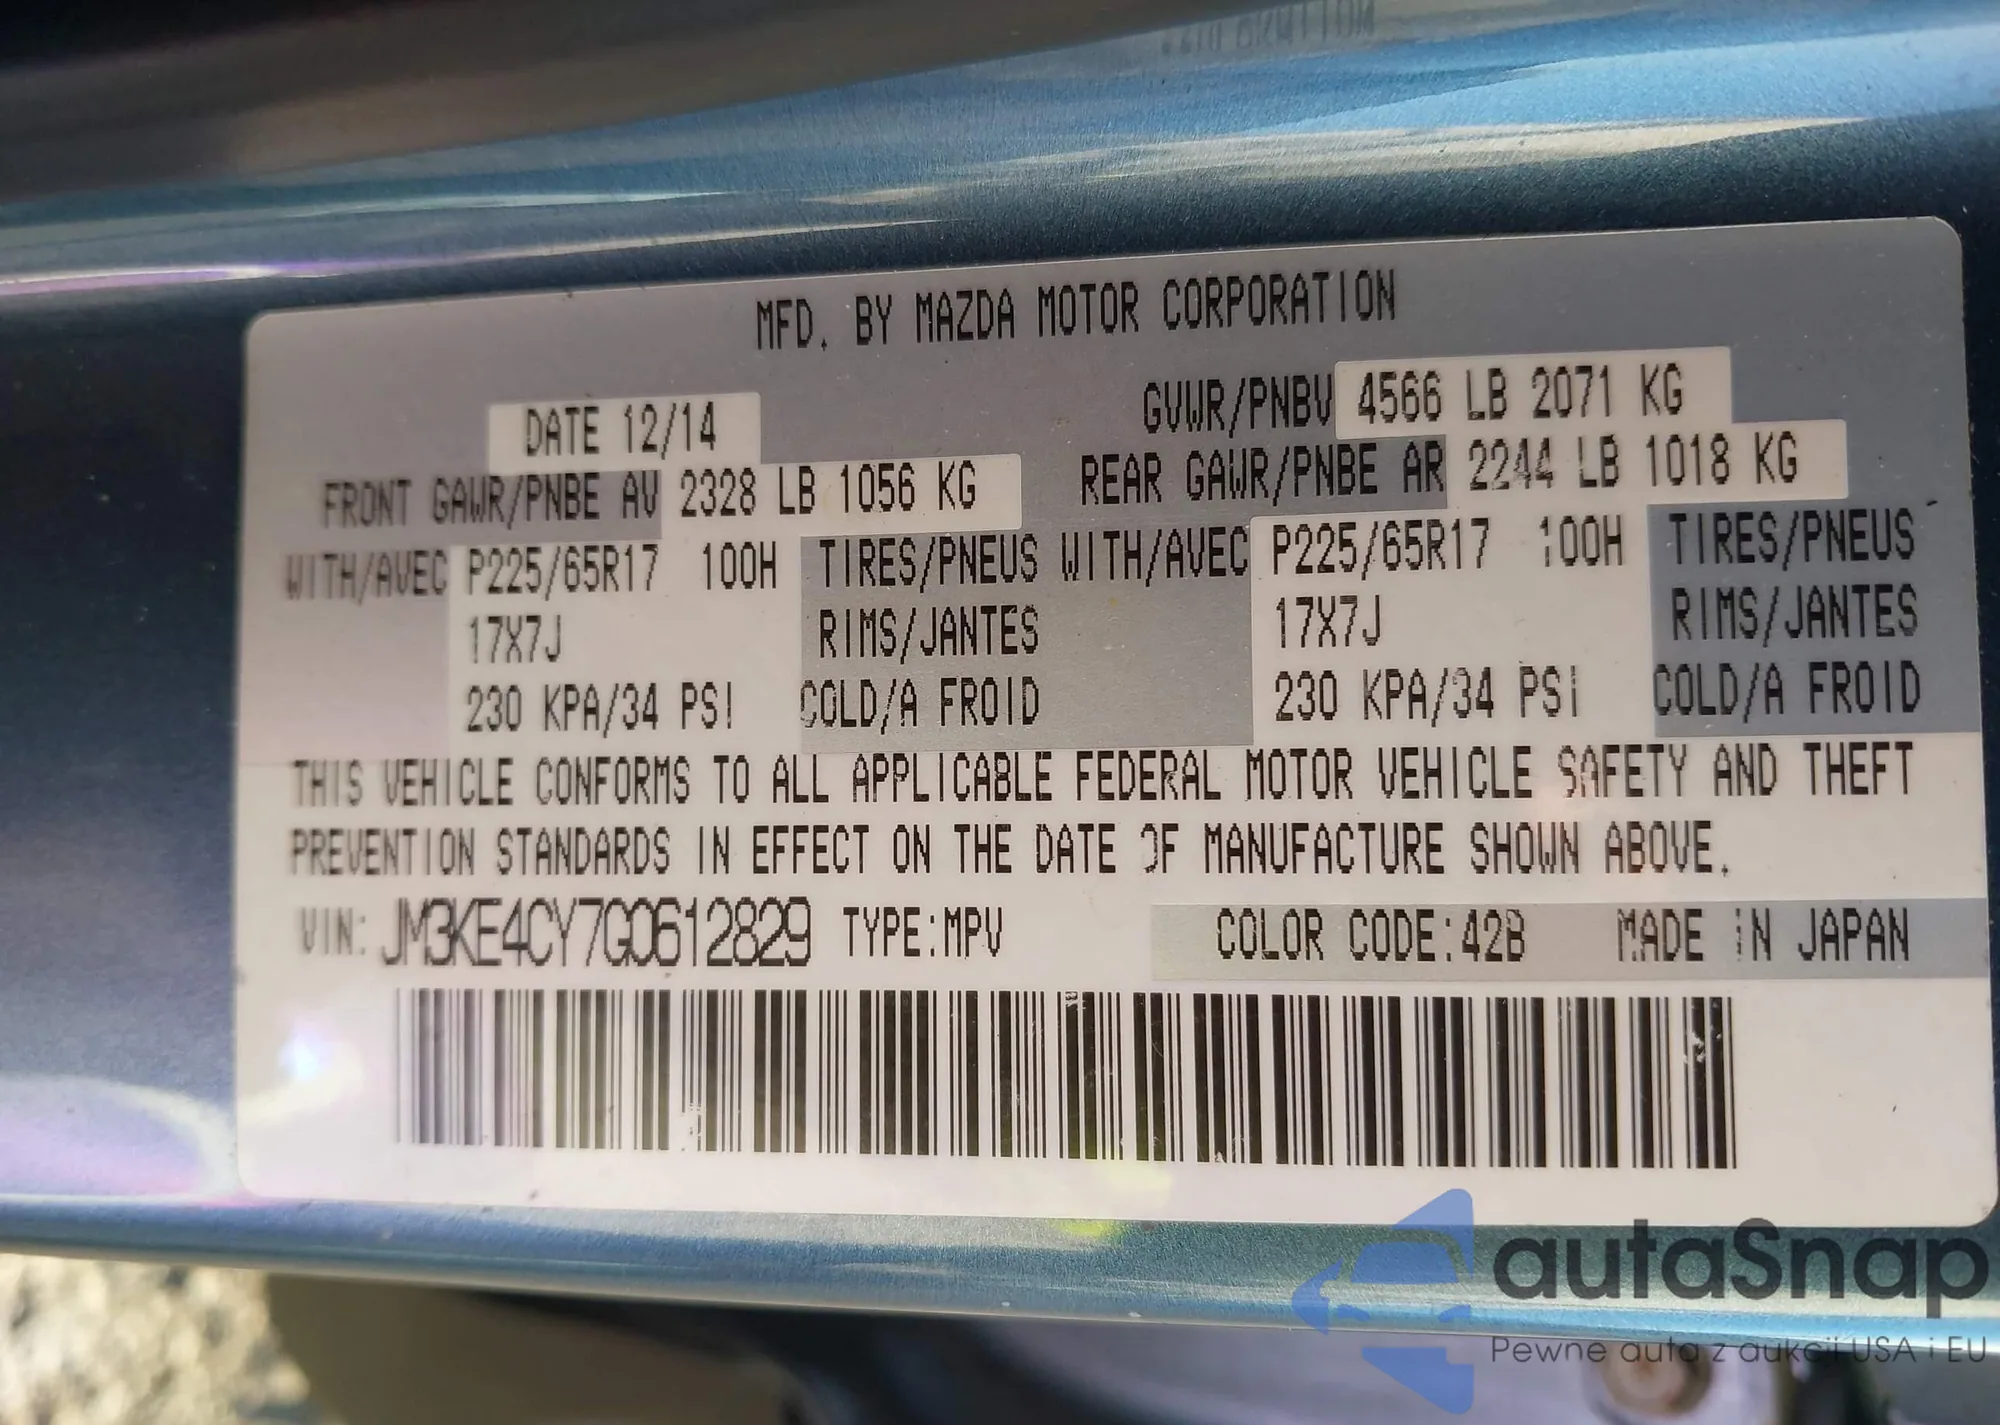 MFD. BY MAZDA MOTOR CORPORATION
DATE 12/14 GVWR/PNBV 4566 LB 2071 KG
FRONT GAWR/PNBE AV 2328 LB 1056 KG REAR GAWR/PNBE AR 2244 LB 1018 KG
WITH/AVEC P225/65R17 100H TIRES/PNEUS WITH/AVEC P225/65R17 100H TIRES/PNEUS
17X7J RIMS/JANTES 17X7J RIMS/JANTES
230 KPA/34 PSI COLD/A FROID 230 KPA/34 PSI COLD/A FROID
THIS VEHICLE CONFORMS TO ALL APPLICABLE FEDERAL MOTOR VEHICLE SAFETY AND THEFT
PREVENTION STANDARDS IN EFFECT ON THE DATE OF MANUFACTURE SHOWN ABOVE.
VIN: JM3KE4CY7G0612829 TYPE:MPV COLOR CODE:42B MADE IN JAPAN
autaSnap
Pewne auta z aukcji USA i EU